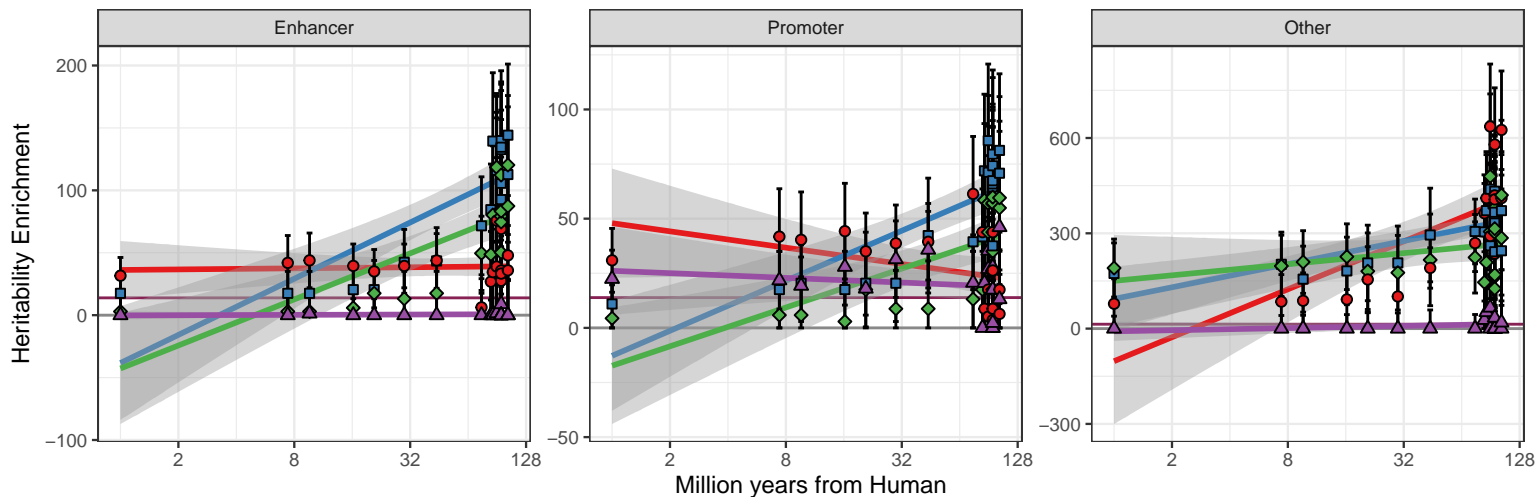 Enhancer
Promoter
Other
Heritability Enrichment
200
100
0
−100
100
50
0
−50
600
300
0
−300
2 8 32 128
2 8 32 128
2 8 32 128
Million years from Human